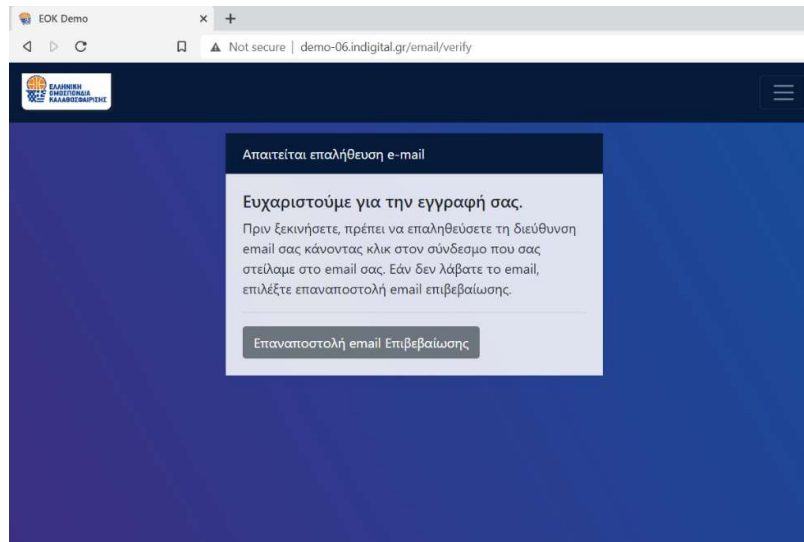 EOK Demo
Not secure | demo-06.indigital.gr/email/verify
ΕΛΛΗΝΙΚΗ
ΟΜΟΣΠΟΝΔΙΑ
ΚΑΛΑΘΟΣΦΑΙΡΙΣΗΣ
Απαιτείται επαλήθευση e-mail
Ευχαριστούμε για την εγγραφή σας.
Πριν ξεκινήσετε, πρέπει να επαληθεύσετε τη διεύθυνση
email σας κάνοντας κλικ στον σύνδεσμο που σας
στείλαμε στο email σας. Εάν δεν λάβατε το email,
επιλέξτε επαναποστολή email επιβεβαίωσης.
Επαναποστολή email Επιβεβαίωσης